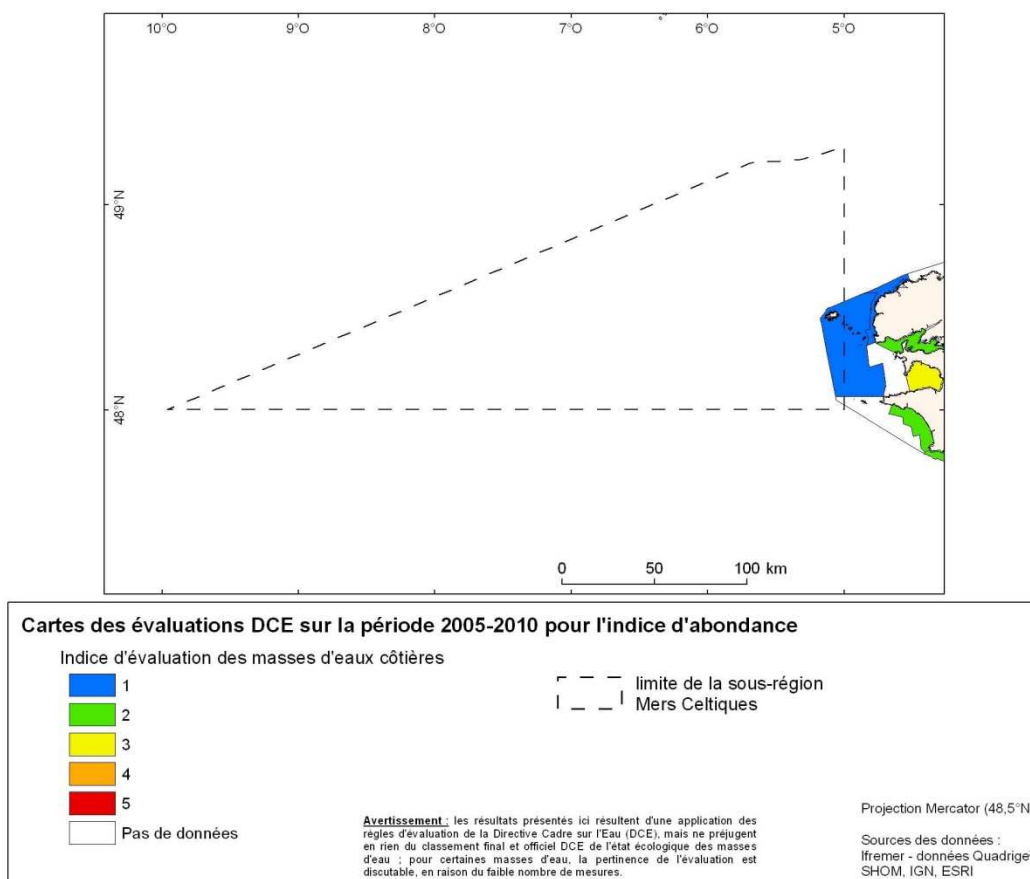 10°O 9°O 8°O 7°O 6°O 5°O
49°N
48°N
0 50 100 km
Cartes des évaluations DCE sur la période 2005-2010 pour l'indice d'abondance
Indice d'évaluation des masses d'eaux côtières
1
2
3
4
5
Pas de données
limite de la sous-région
Mers Celtiques
Avertissement : les résultats présentés ici résultent d'une application des
règles d'évaluation de la Directive Cadre sur l'Eau (DCE), mais ne préjugent
en rien du classement final et officiel DCE de l'état écologique des masses
d'eau ; pour certaines masses d'eau, la pertinence de l'évaluation est
discutable, en raison du faible nombre de mesures.
Projection Mercator (48,5°N
Sources des données :
Ifremer - données Quadrige
SHOM, IGN, ESRI